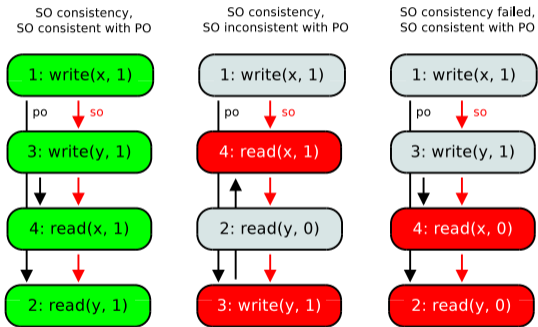 SO consistency,
SO consistent with PO
1: write(x, 1)
po
so
3: write(y, 1)
4: read(x, 1)
2: read(y, 1)
SO consistency,
SO inconsistent with PO
1: write(x, 1)
po
so
4: read(x, 1)
2: read(y, 0)
3: write(y, 1)
SO consistency failed,
SO consistent with PO
1: write(x, 1)
po
so
3: write(y, 1)
4: read(x, 0)
2: read(y, 0)